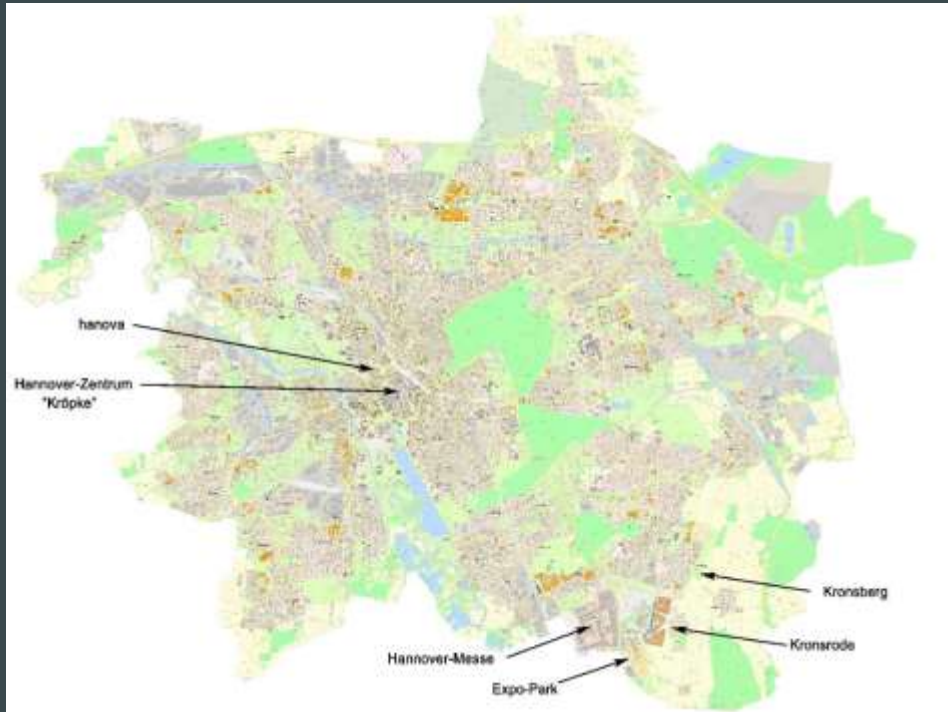 hanova
Hannover-Zentrum
"Kröpke"
Kronsberg
Kronsrode
Hannover-Messe
Expo-Park